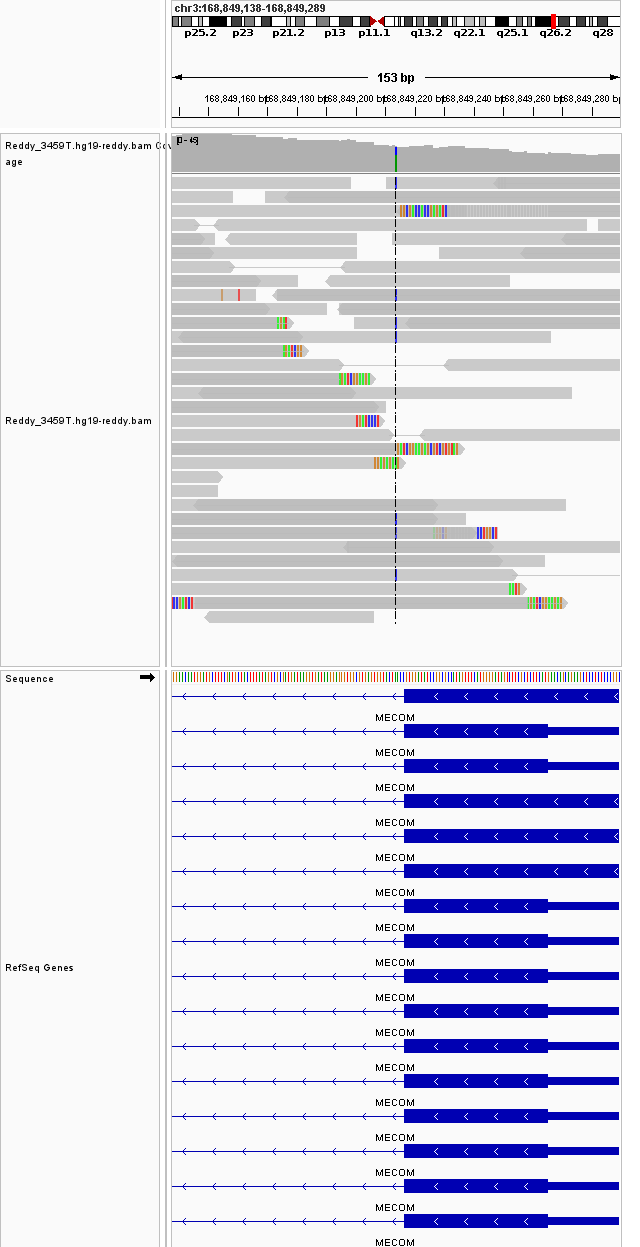 chr3:168,849,138-168,849,289
p25.2 p23 p21.2 p13 p11.1 q13.2 q22.1 q25.1 q26.2 q28
153 bp
168,849,160 bp 168,849,180 bp 168,849,200 bp 168,849,220 bp 168,849,240 bp 168,849,260 bp 168,849,280 bp
Reddy_3459T.hg19-reddy.bam Cov
age
Reddy_3459T.hg19-reddy.bam
Sequence
MECOM
MECOM
MECOM
MECOM
MECOM
MECOM
MECOM
RefSeq Genes
MECOM
MECOM
MECOM
MECOM
MECOM
MECOM
MECOM
MECOM
MECOM